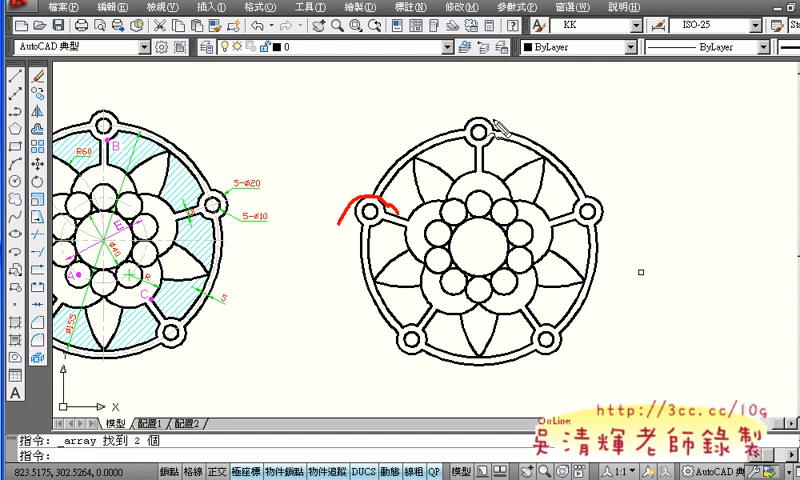 檔案(F) 編輯(E) 檢視(V) 插入(I) 格式(O) 工具(T) 繪製(D) 標註(N) 修改(M) 參數式(P) 視窗(W) 說明(H)
KK ISO-25
AutoCAD 典型 0 ByLayer ByLayer
B
R60
5-Ø20
5-Ø10
E
Ø40
A
R
C
5
Ø155
X
模型 配置1 配置2
http://3cc.cc/10g
OnLine
吳清輝老師錄製
指令: _array 找到 2 個
指令:
823.5175, 302.5264, 0.0000 鎖點 格線 正交 極座標 物件鎖點 物件追蹤 DUCS 動態 線粗 QP 模型 1:1 AutoCAD 典型